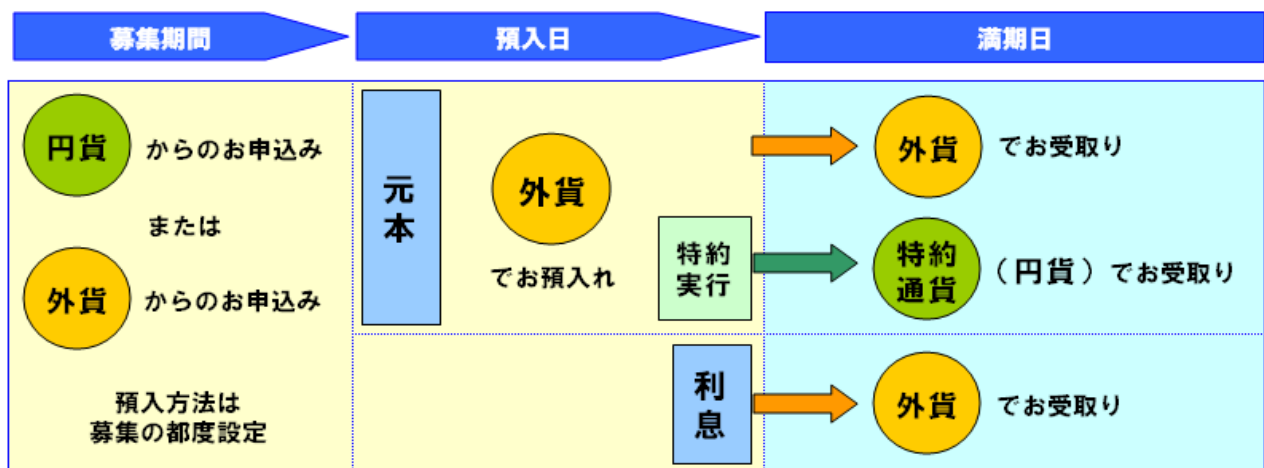 募集期間
預入日
満期日
円貨 からのお申込み
または
外貨 からのお申込み
預入方法は
募集の都度設定
元本
外貨
でお預入れ
特約
実行
利息
外貨 でお受取り
特約
通貨 (円貨) でお受取り
外貨 でお受取り